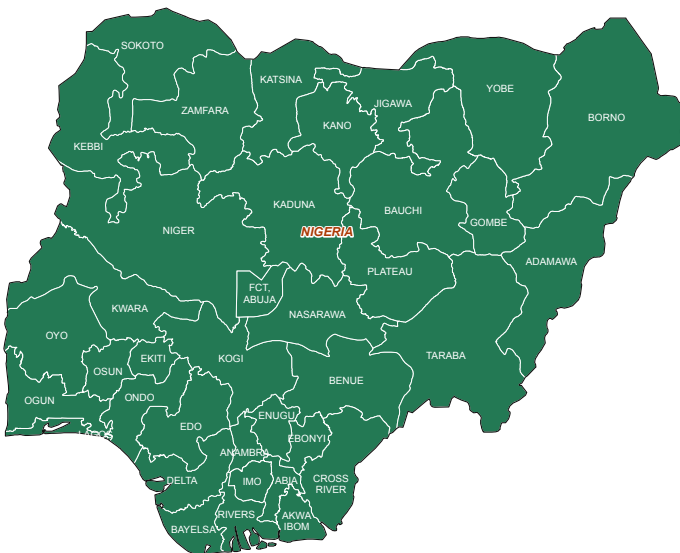 SOKOTO
KATSINA
YOBE
JIGAWA
ZAMFARA
BORNO
KANO
KEBBI
KADUNA
BAUCHI
GOMBE
NIGER
NIGERIA
ADAMAWA
PLATEAU
FCT,
ABUJA
KWARA
NASARAWA
OYO
EKITI
KOGI
TARABA
OSUN
BENUE
OGUN
ONDO
ENUGU
EDO
LAGOS
EBONYI
ANAMBRA
DELTA
IMO
ABIA
CROSS
RIVER
RIVERS
AKWA
IBOM
BAYELSA